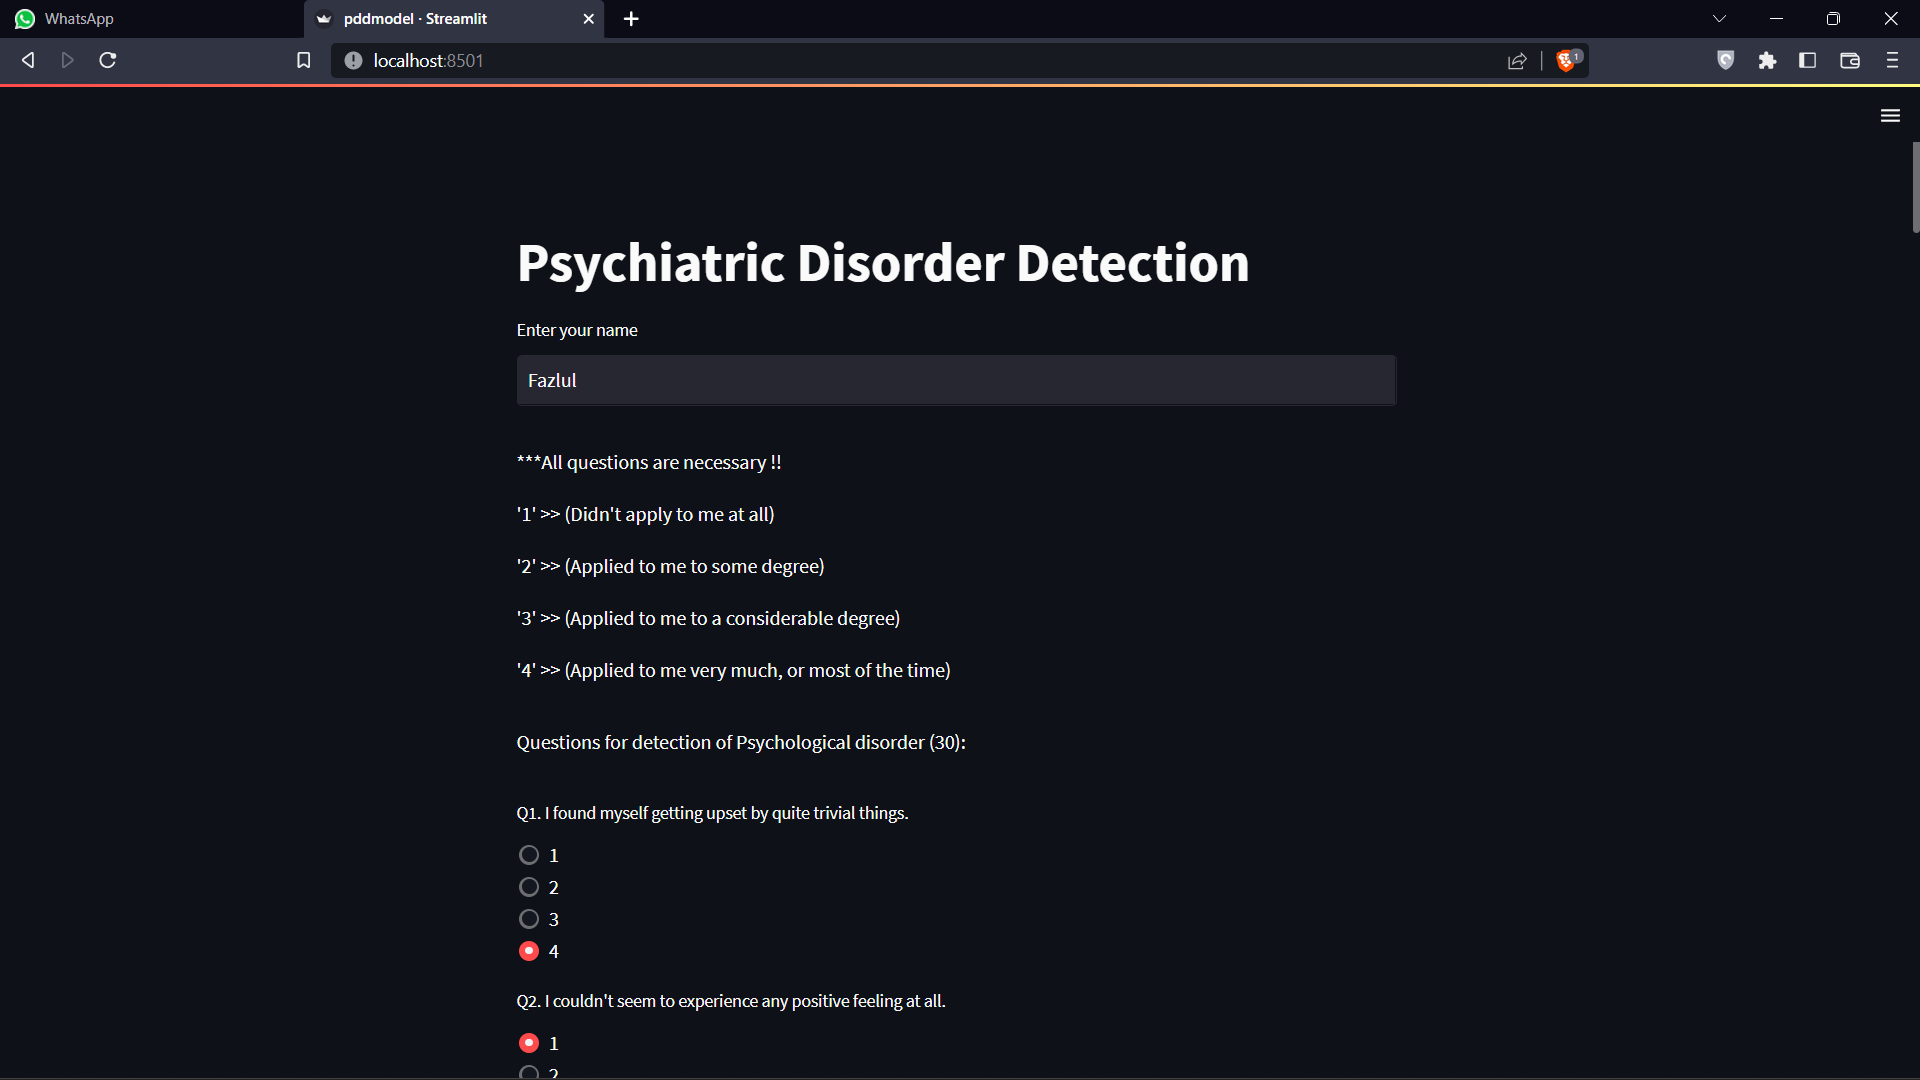 WhatsApp
pddmodel · Streamlit
localhost:8501
1
Psychiatric Disorder Detection
Enter your name
Fazlul
***All questions are necessary !!
'1' >> (Didn't apply to me at all)
'2' >> (Applied to me to some degree)
'3' >> (Applied to me to a considerable degree)
'4' >> (Applied to me very much, or most of the time)
Questions for detection of Psychological disorder (30):
Q1. I found myself getting upset by quite trivial things.
1
2
3
4
Q2. I couldn't seem to experience any positive feeling at all.
1
2